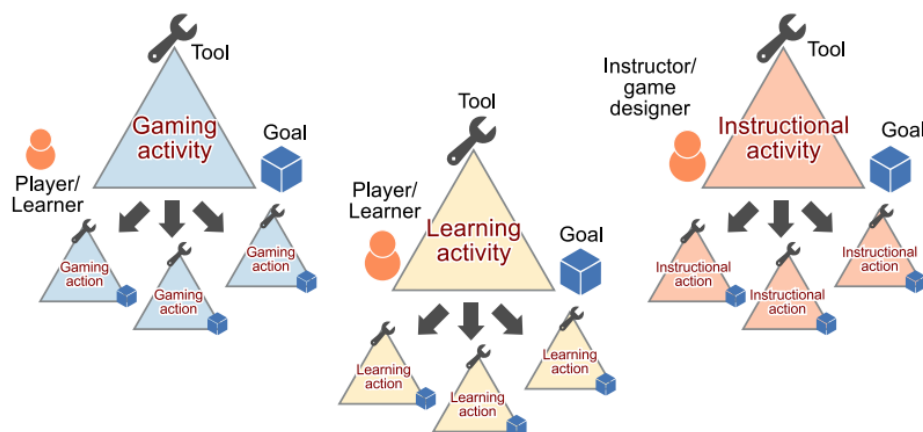 Tool
Gaming
activity
Goal
Player/
Learner
Gaming
action
Gaming
action
Gaming
action
Tool
Player/
Learner
Learning
activity
Goal
Learning
action
Learning
action
Learning
action
Tool
Instructor/
game
designer
Instructional
activity
Goal
Instructional
action
Instructional
action
Instructional
action